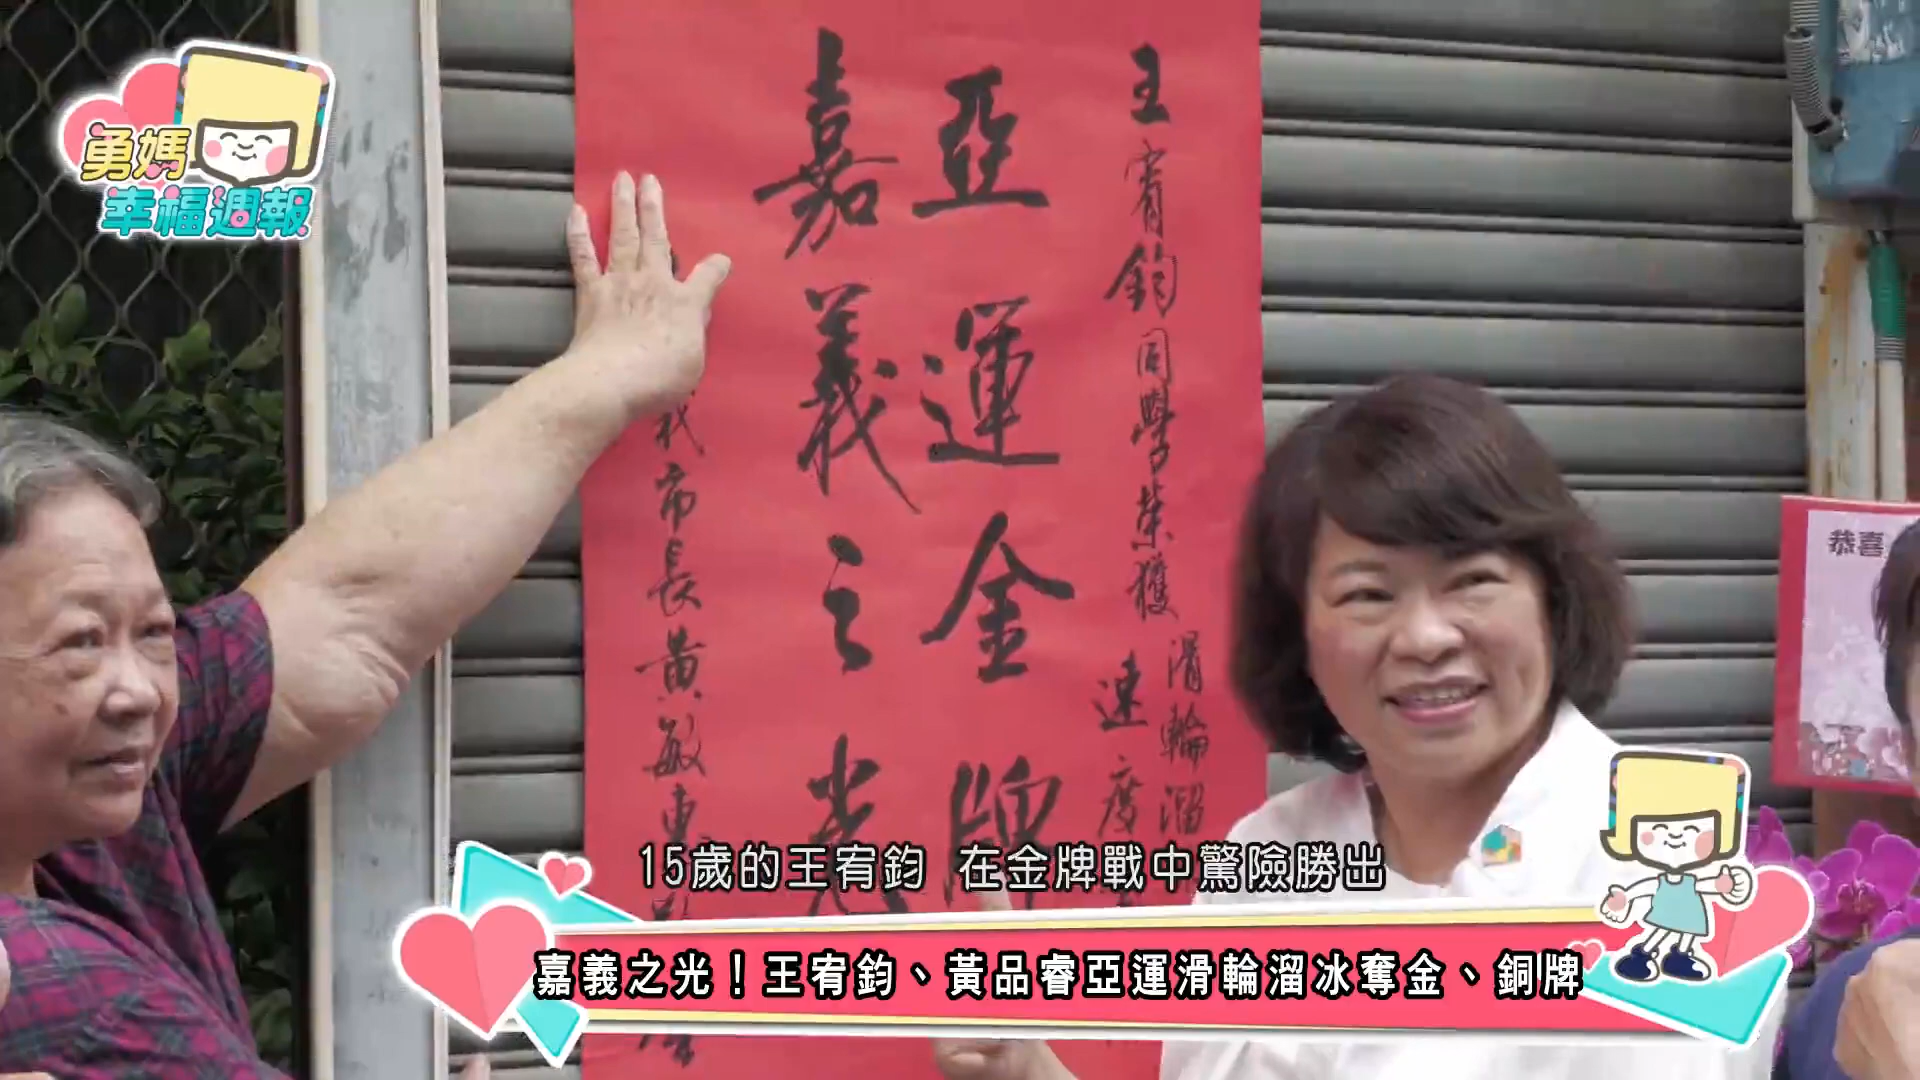 勇媽
幸福週報
王宥鈞同學榮獲
滑輪溜
速度
亞運金牌
嘉義之光
義市長黃敏惠敬
恭喜
15歲的王宥鈞 在金牌戰中驚險勝出
嘉義之光！王宥鈞、黃品睿亞運滑輪溜冰奪金、銅牌